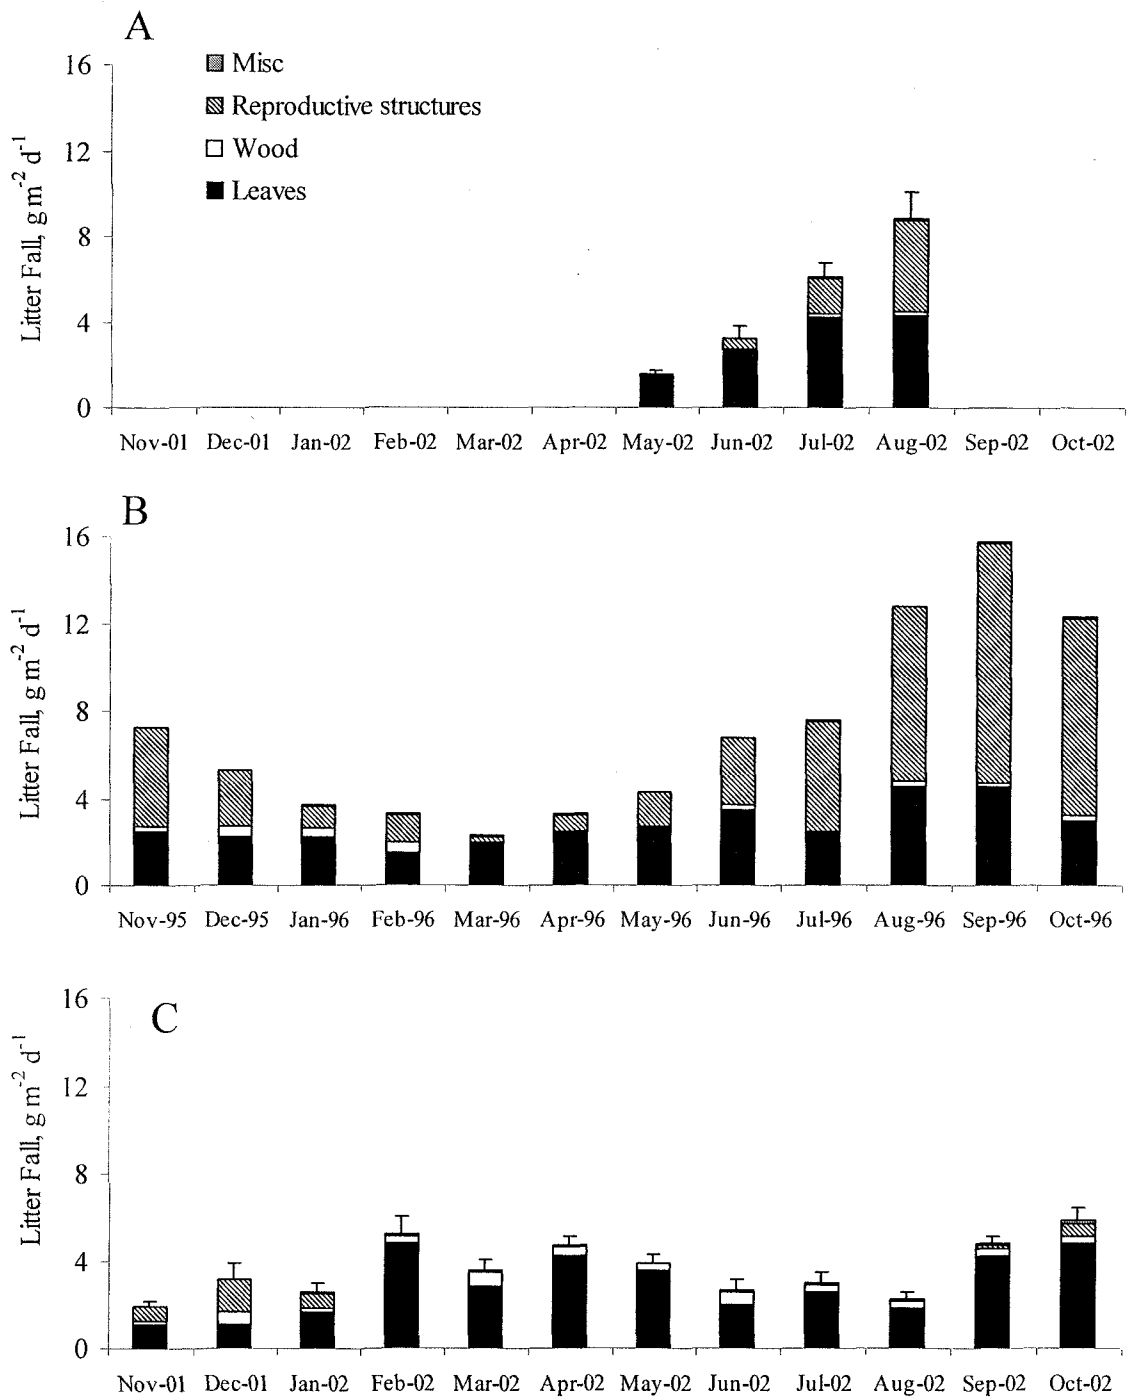 A
16
12
8
4
0
Litter Fall, g m⁻² d⁻¹
Misc
Reproductive structures
Wood
Leaves
Nov-01 Dec-01 Jan-02 Feb-02 Mar-02 Apr-02 May-02 Jun-02 Jul-02 Aug-02 Sep-02 Oct-02
B
16
12
8
4
0
Litter Fall, g m⁻² d⁻¹
Nov-95 Dec-95 Jan-96 Feb-96 Mar-96 Apr-96 May-96 Jun-96 Jul-96 Aug-96 Sep-96 Oct-96
C
16
12
8
4
0
Litter Fall, g m⁻² d⁻¹
Nov-01 Dec-01 Jan-02 Feb-02 Mar-02 Apr-02 May-02 Jun-02 Jul-02 Aug-02 Sep-02 Oct-02